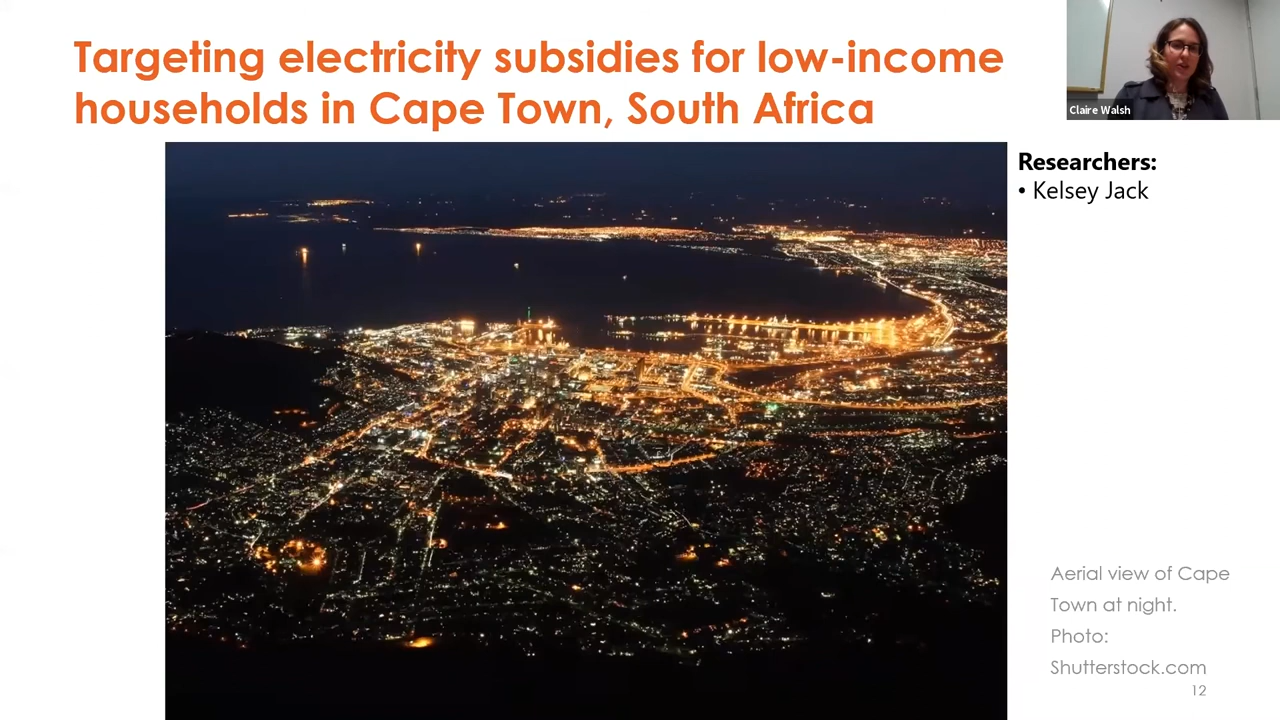 Targeting electricity subsidies for low-income
households in Cape Town, South Africa
Claire Walsh
Researchers:
• Kelsey Jack
Aerial view of Cape
Town at night.
Photo:
Shutterstock.com
12